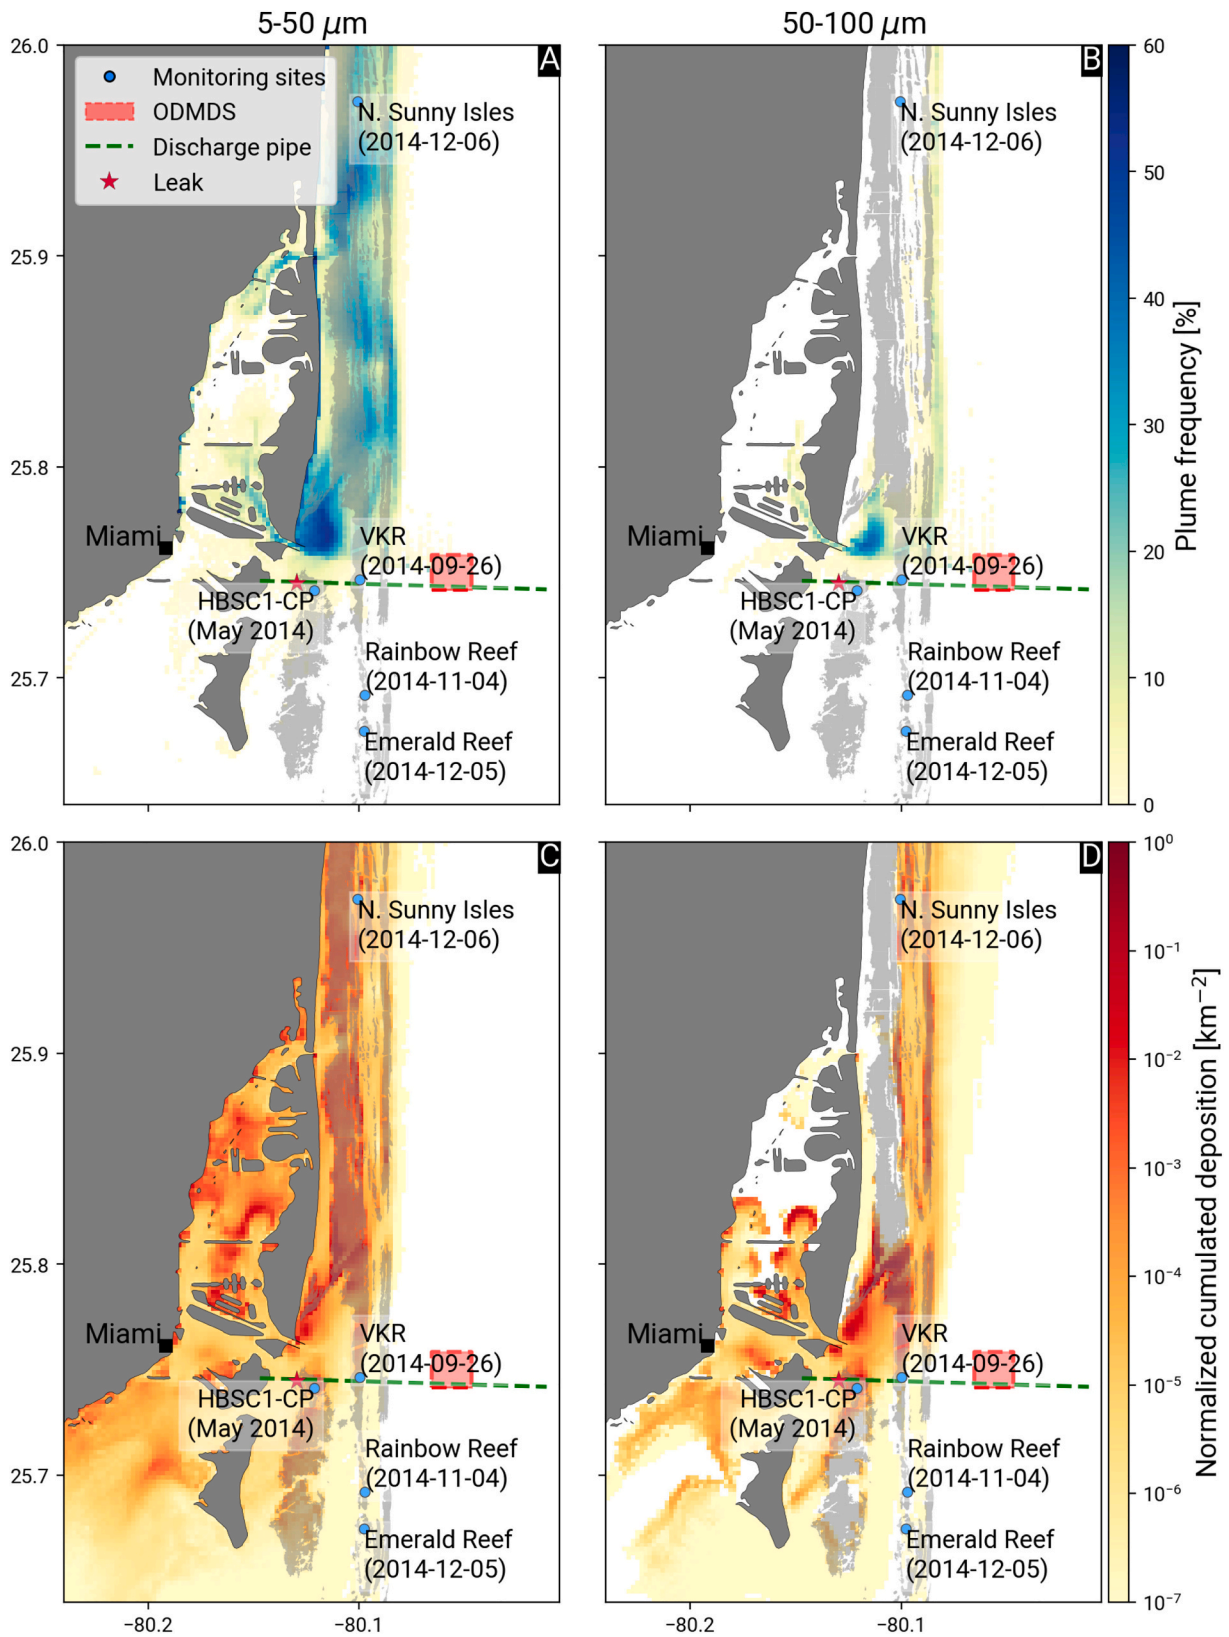 5-50 μm
50-100 μm
26.0
A
B
60
Monitoring sites
ODMDS
Discharge pipe
Leak
N. Sunny Isles
(2014-12-06)
N. Sunny Isles
(2014-12-06)
50
25.9
40
30
25.8
20
Plume frequency [%]
Miami
VKR
(2014-09-26)
HBSC1-CP
(May 2014)
Miami
VKR
(2014-09-26)
HBSC1-CP
(May 2014)
25.7
Rainbow Reef
(2014-11-04)
Emerald Reef
(2014-12-05)
Rainbow Reef
(2014-11-04)
Emerald Reef
(2014-12-05)
10
0
26.0
C
D
10⁰
N. Sunny Isles
(2014-12-06)
N. Sunny Isles
(2014-12-06)
10⁻¹
25.9
10⁻²
10⁻³
25.8
10⁻⁴
Normalized cumulated deposition [km⁻²]
Miami
VKR
(2014-09-26)
HBSC1-CP
(May 2014)
Miami
VKR
(2014-09-26)
HBSC1-CP
(May 2014)
10⁻⁵
25.7
Rainbow Reef
(2014-11-04)
Emerald Reef
(2014-12-05)
Rainbow Reef
(2014-11-04)
Emerald Reef
(2014-12-05)
10⁻⁶
10⁻⁷
−80.2
−80.1
−80.2
−80.1